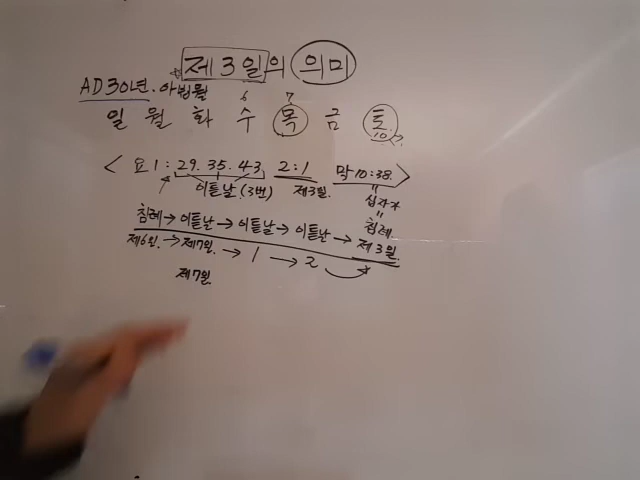 제3일의 의미
AD30년. 아빕월
6 7
일 월 화 수 목 금 토
10
< 요 1 : 29. 35. 43 2 : 1 막 10 : 38 >
이튿날 (3번) 제3일
"
십자가
"
침례
침례 → 이튿날 → 이튿날 → 이튿날 → 제3일
제6일 → 제7일 → 1 → 2
제7일